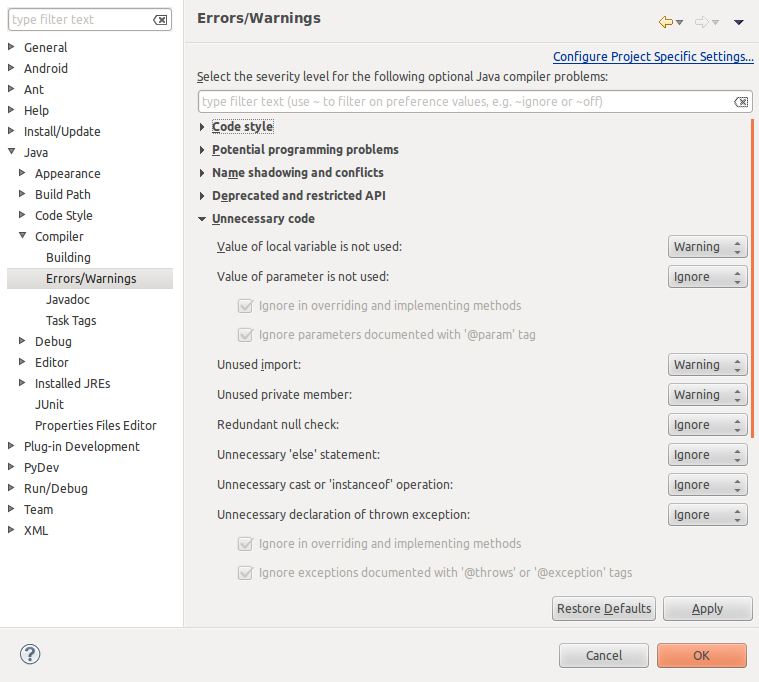 type filter text
General
Android
Ant
Help
Install/Update
Java
Appearance
Build Path
Code Style
Compiler
Building
Errors/Warnings
Javadoc
Task Tags
Debug
Editor
Installed JREs
JUnit
Properties Files Editor
Plug-in Development
PyDev
Run/Debug
Team
XML
Errors/Warnings
Configure Project Specific Settings...
Select the severity level for the following optional Java compiler problems:
type filter text (use ~ to filter on preference values, e.g. ~ignore or ~off)
Code style
Potential programming problems
Name shadowing and conflicts
Deprecated and restricted API
Unnecessary code
Value of local variable is not used: Warning
Value of parameter is not used: Ignore
Ignore in overriding and implementing methods
Ignore parameters documented with '@param' tag
Unused import: Warning
Unused private member: Warning
Redundant null check: Ignore
Unnecessary 'else' statement: Ignore
Unnecessary cast or 'instanceof' operation: Ignore
Unnecessary declaration of thrown exception: Ignore
Ignore in overriding and implementing methods
Ignore exceptions documented with '@throws' or '@exception' tags
Restore Defaults Apply
? Cancel OK